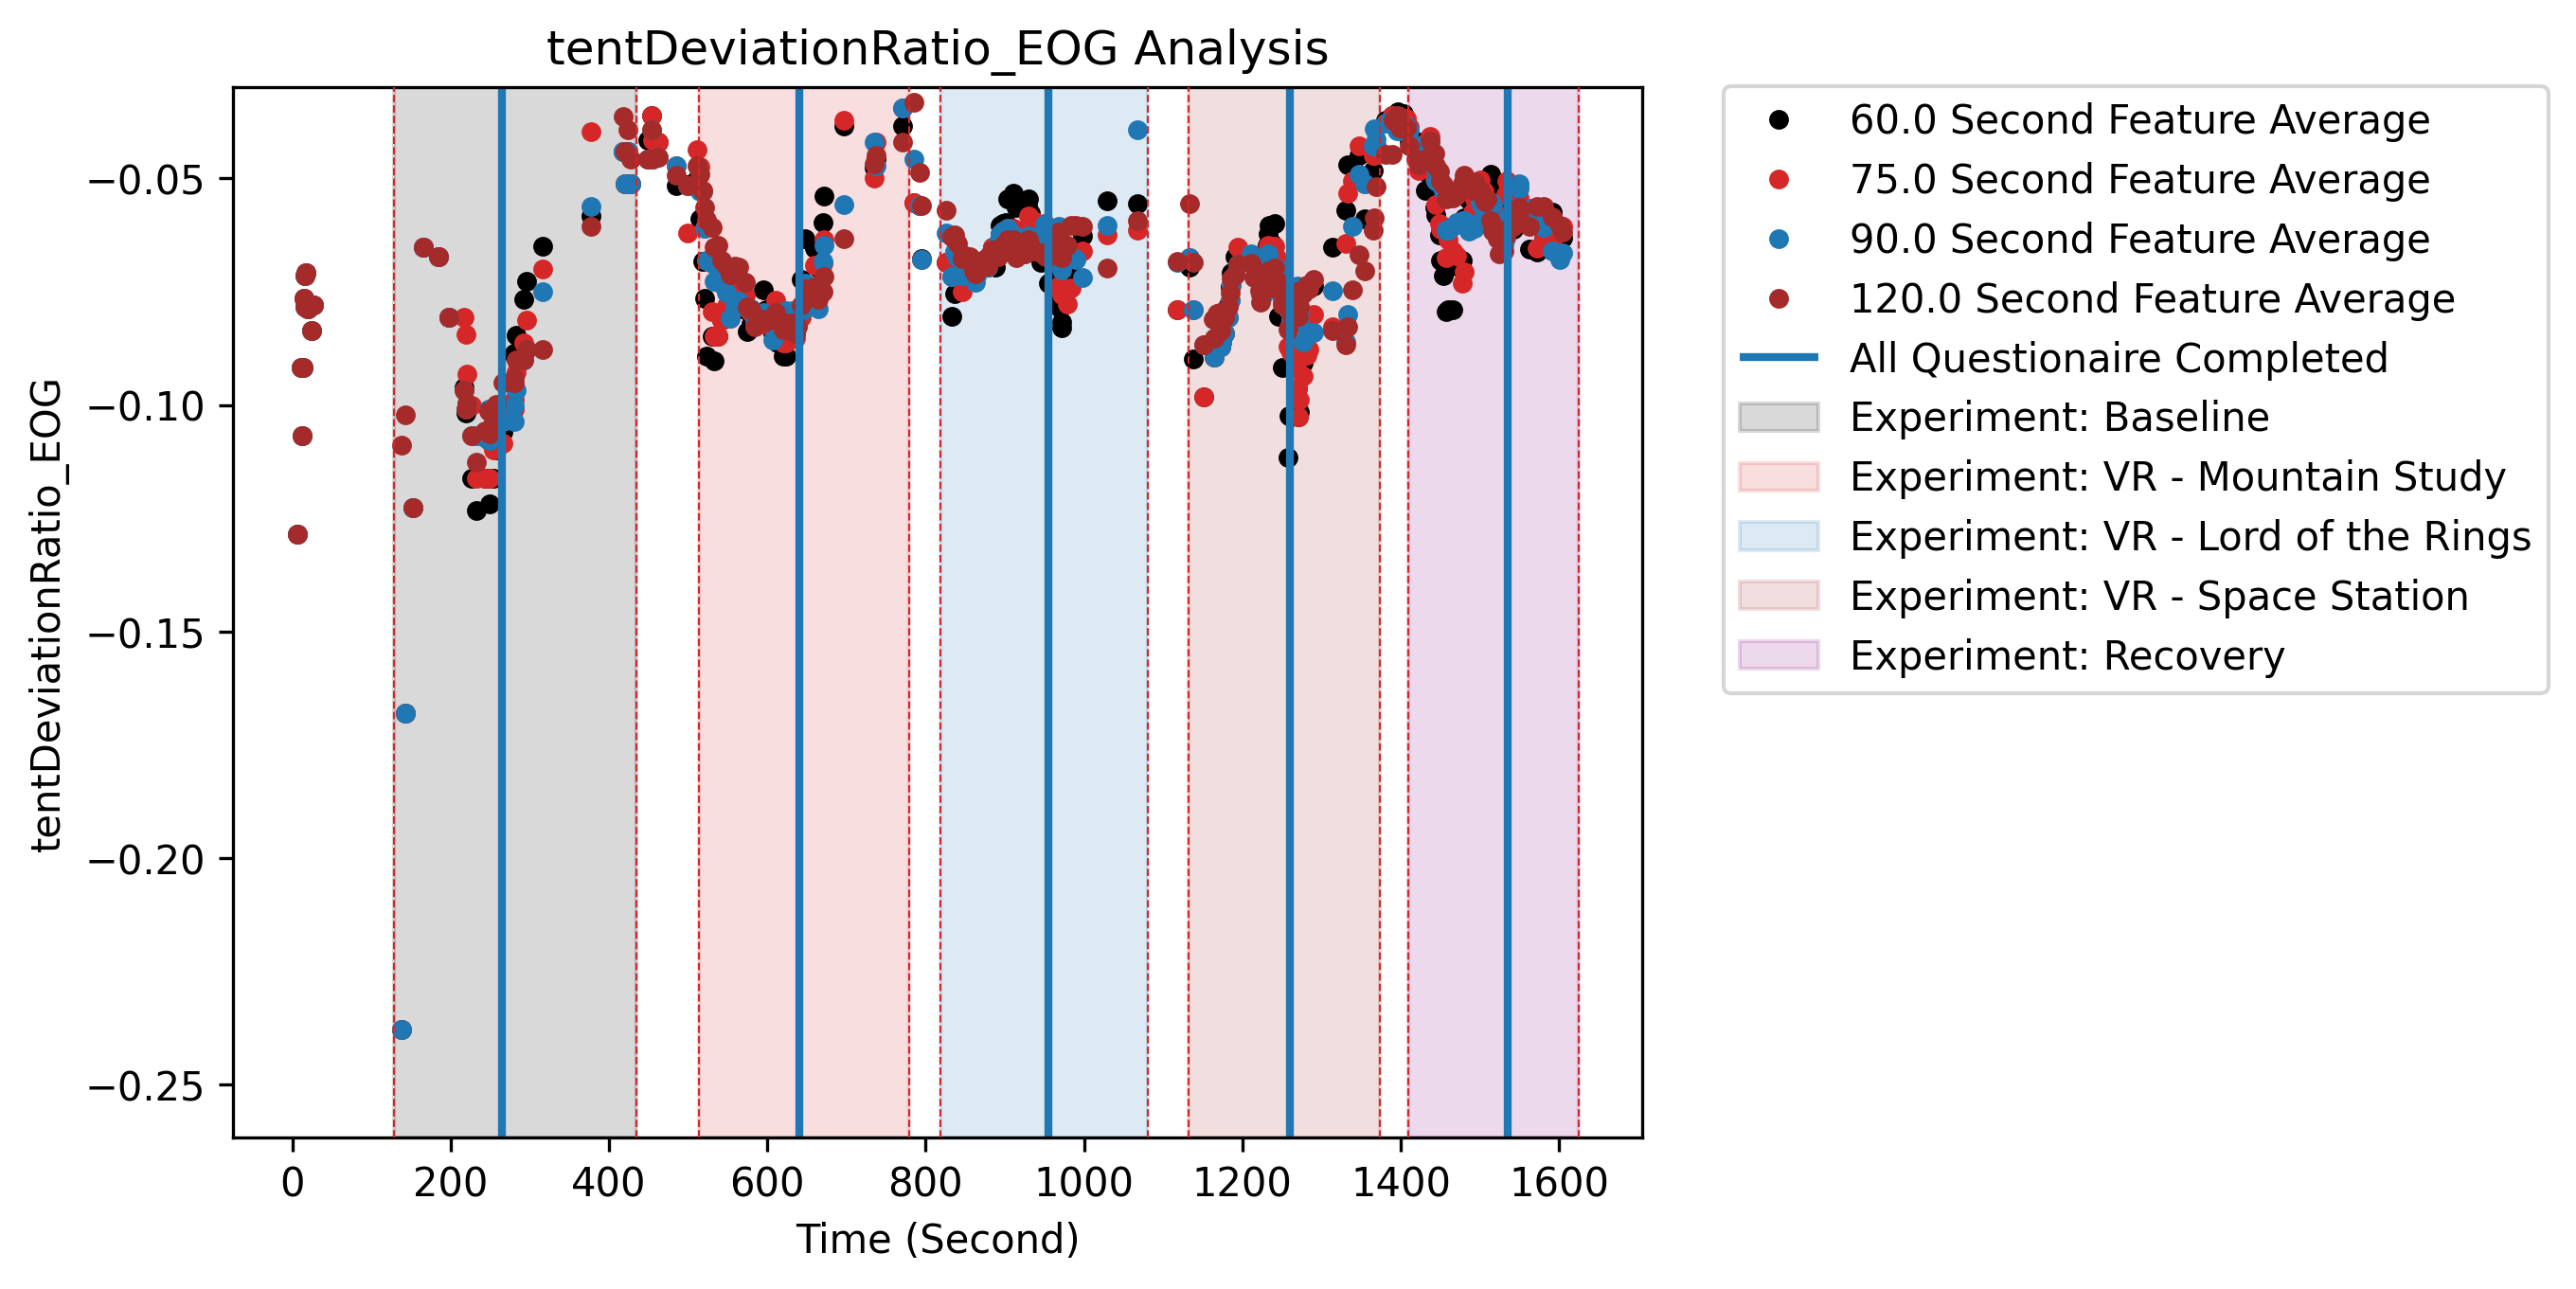 tentDeviationRatio_EOG Analysis
tentDeviationRatio_EOG
−0.05
−0.10
−0.15
−0.20
−0.25
0 200 400 600 800 1000 1200 1400 1600
Time (Second)
60.0 Second Feature Average
75.0 Second Feature Average
90.0 Second Feature Average
120.0 Second Feature Average
All Questionaire Completed
Experiment: Baseline
Experiment: VR - Mountain Study
Experiment: VR - Lord of the Rings
Experiment: VR - Space Station
Experiment: Recovery